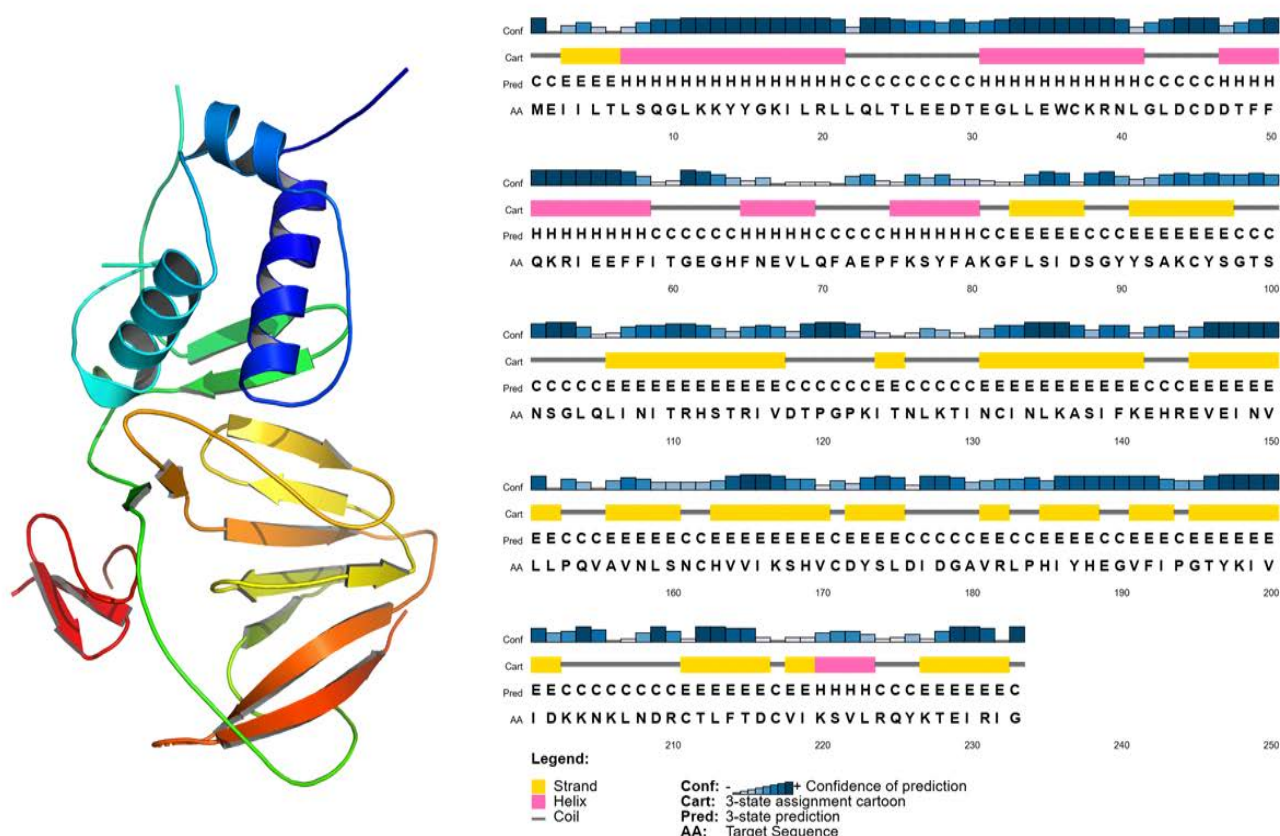 Conf
Cart
Pred C C E E E E H H H H H H H H H H H H H H H C C C C C C C C C H H H H H H H H H H H C C C C C H H H H
AA M E I I L T L S Q G L K K Y Y G K I L R L L Q L T L E E D T E G L L E W C K R N L G L D C D D T F F
10 20 30 40 50
Conf
Cart
Pred H H H H H H H H C C C C C C H H H H H C C C C C H H H H H H C C E E E E E C C C E E E E E E E C C C
AA Q K R I E E F F I T G E G H F N E V L Q F A E P F K S Y F A K G F L S I D S G Y Y S A K C Y S G T S
60 70 80 90 100
Conf
Cart
Pred C C C C C E E E E E E E E E E E E C C C C C C E E C C C C C E E E E E E E E E E E C C C E E E E E E
AA N S G L Q L I N I T R H S T R I V D T P G P K I T N L K T I N C I N L K A S I F K E H R E V E I N V
110 120 130 140 150
Conf
Cart
Pred E E C C C E E E E E C C E E E E E E E E C E E E E C C C C C E E C C E E E E C C E E E C E E E E E E
AA L L P Q V A V N L S N C H V V I K S H V C D Y S L D I D G A V R L P H I Y H E G V F I P G T Y K I V
160 170 180 190 200
Conf
Cart
Pred E E C C C C C C C C E E E E E E C E E H H H H C C C E E E E E E C
AA I D K K N K L N D R C T L F T D C V I K S V L R Q Y K T E I R I G
210 220 230 240 250
Legend:
Strand
Helix
Coil
Conf: - + Confidence of prediction
Cart: 3-state assignment cartoon
Pred: 3-state prediction
AA: Target Sequence